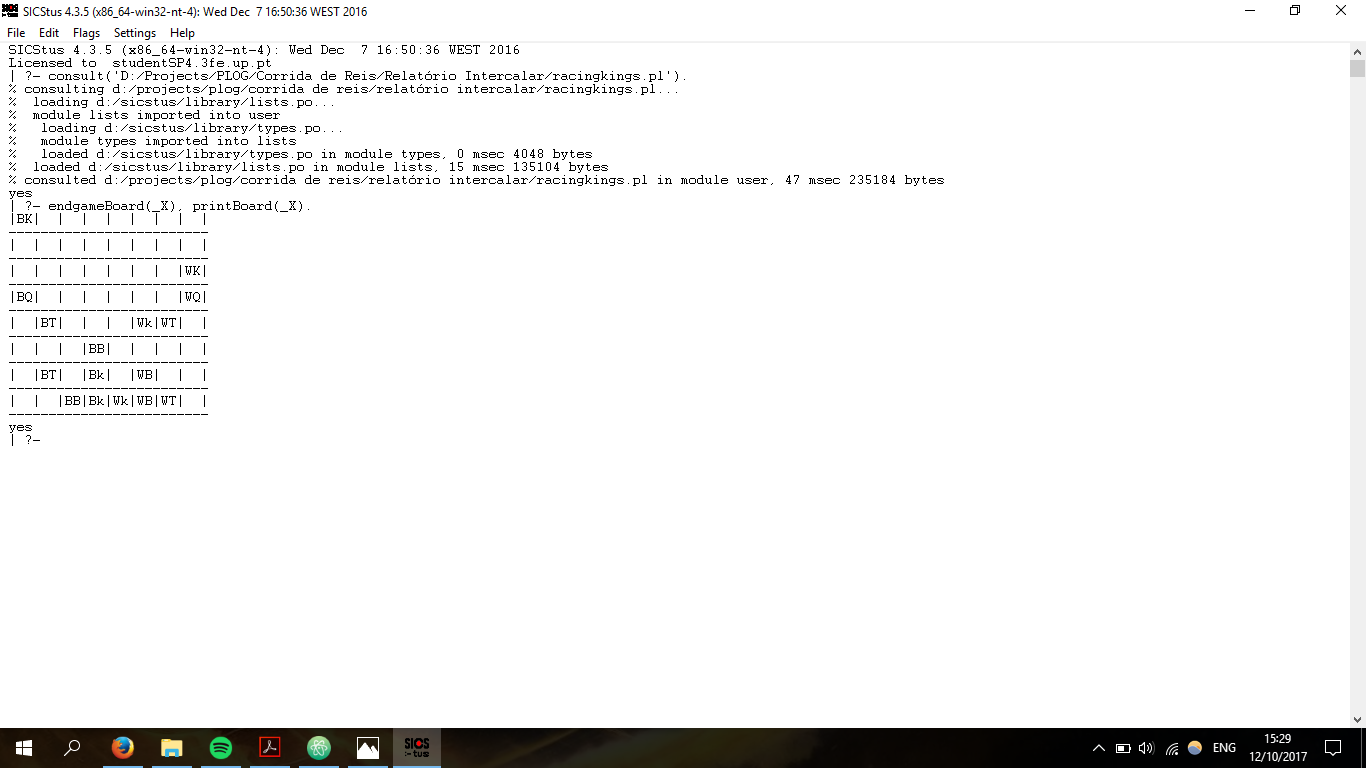 SICStus 4.3.5 (x86_64-win32-nt-4): Wed Dec  7 16:50:36 WEST 2016
File Edit Flags Settings Help
SICStus 4.3.5 (x86_64-win32-nt-4): Wed Dec  7 16:50:36 WEST 2016
Licensed to  studentSP4.3fe.up.pt
| ?- consult('D:/Projects/PLOG/Corrida de Reis/Relatório Intercalar/racingkings.pl').
% consulting d:/projects/plog/corrida de reis/relatório intercalar/racingkings.pl...
%  loading d:/sicstus/library/lists.po...
%  module lists imported into user
%   loading d:/sicstus/library/types.po...
%   module types imported into lists
%   loaded d:/sicstus/library/types.po in module types, 0 msec 4048 bytes
%  loaded d:/sicstus/library/lists.po in module lists, 15 msec 135104 bytes
% consulted d:/projects/plog/corrida de reis/relatório intercalar/racingkings.pl in module user, 47 msec 235184 bytes
yes
| ?- endgameBoard(_X), printBoard(_X).
|BK|  |  |  |  |  |  |  |
-------------------------
|  |  |  |  |  |  |  |  |
-------------------------
|  |  |  |  |  |  |  |WK|
-------------------------
|BQ|  |  |  |  |  |  |WQ|
-------------------------
|  |BT|  |  |  |Wk|WT|  |
-------------------------
|  |  |  |BB|  |  |  |  |
-------------------------
|  |BT|  |Bk|  |WB|  |  |
-------------------------
|  |  |BB|Bk|Wk|WB|WT|  |
-------------------------
yes
| ?-
SICS
:-tus
ENG
15:29
12/10/2017